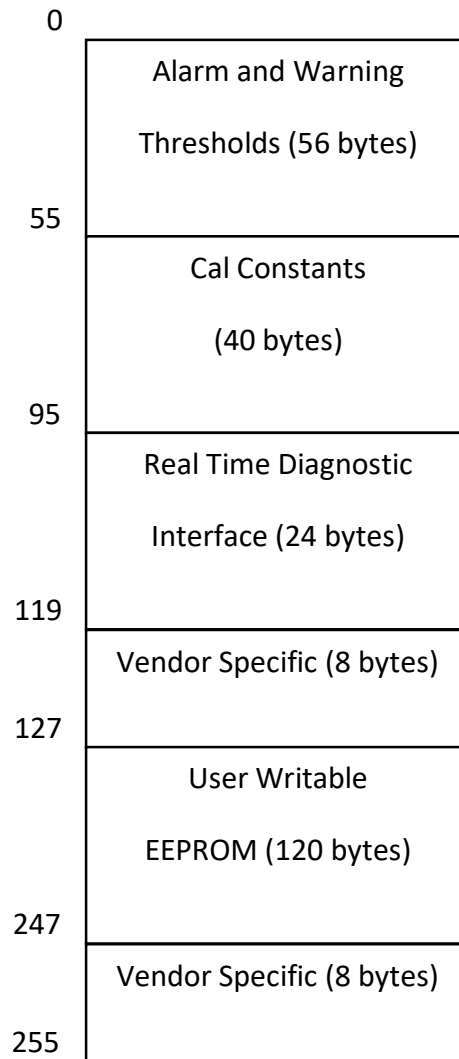 0
Alarm and Warning
Thresholds (56 bytes)
55
Cal Constants
(40 bytes)
95
Real Time Diagnostic
Interface (24 bytes)
119
Vendor Specific (8 bytes)
127
User Writable
EEPROM (120 bytes)
247
Vendor Specific (8 bytes)
255